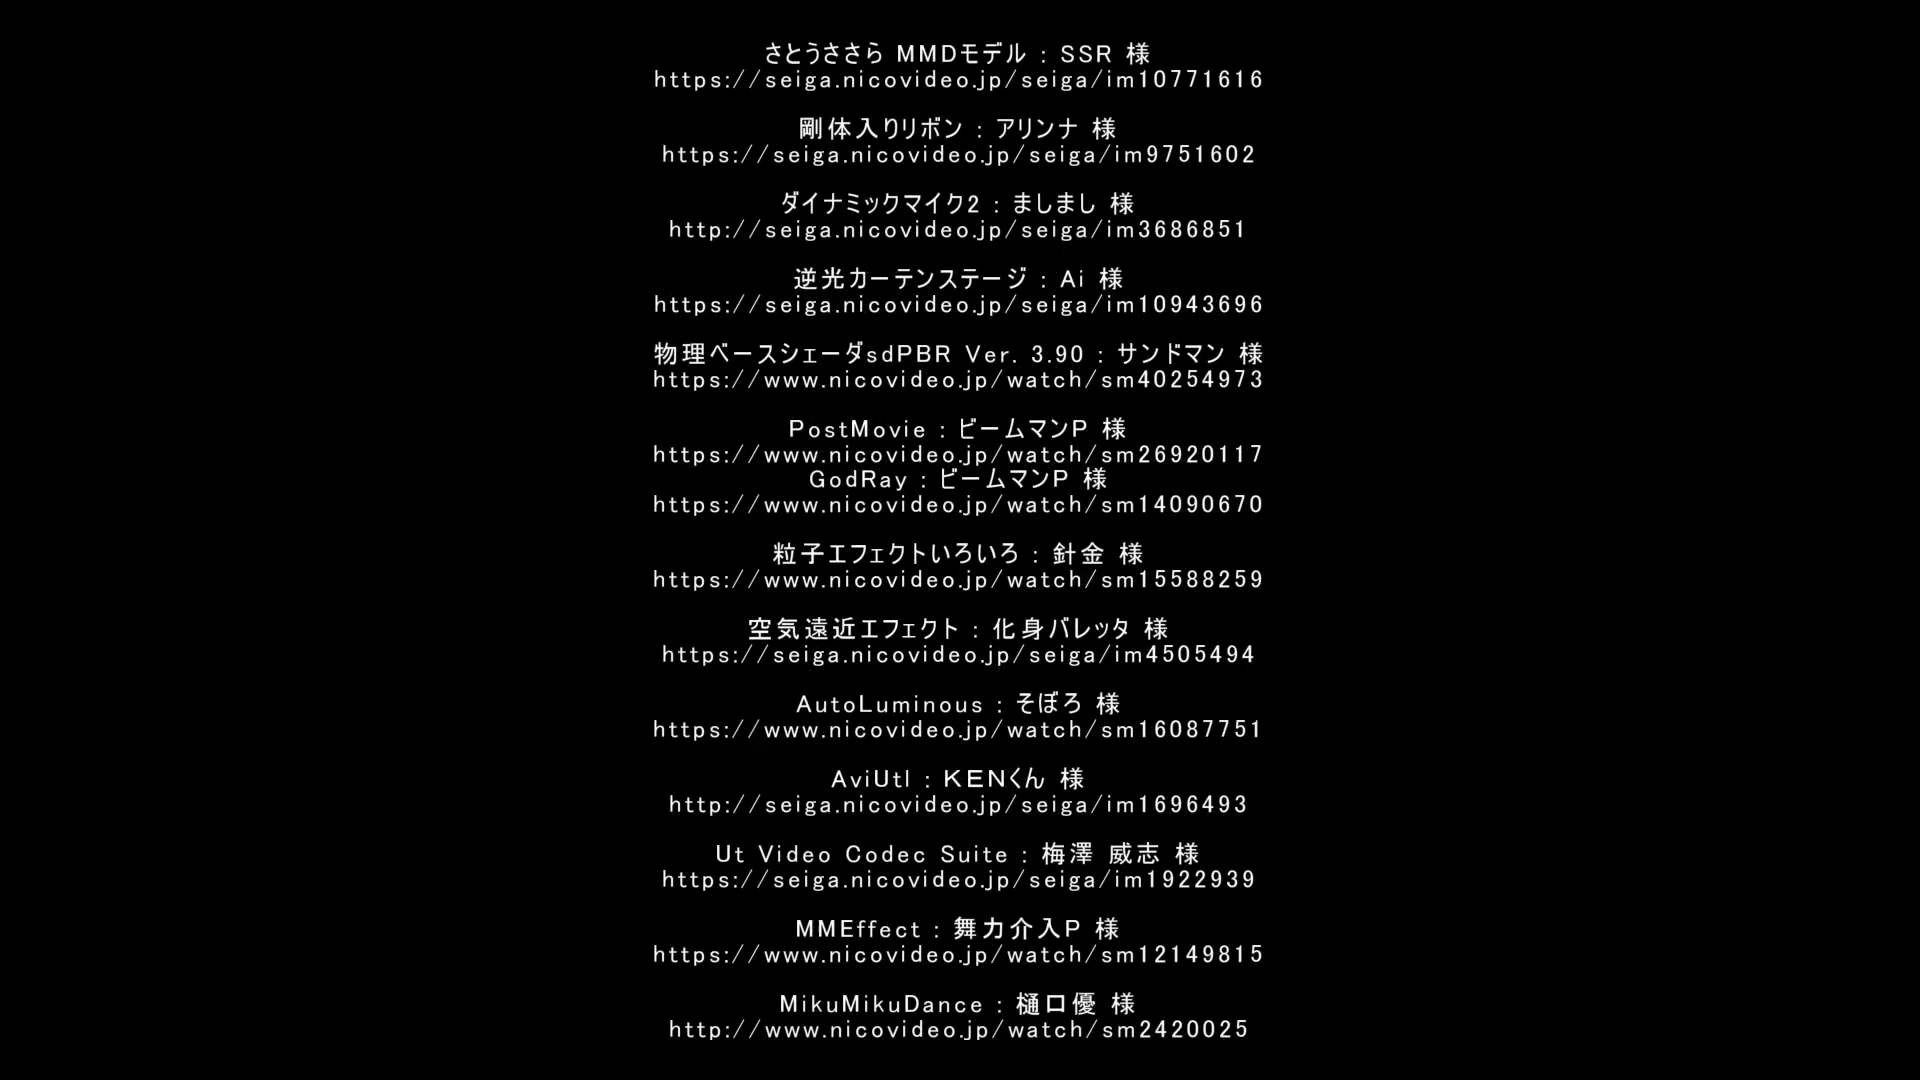 さとうささら MMDモデル : SSR 様
https://seiga.nicovideo.jp/seiga/im10771616
剛体入りリボン : アリンナ 様
https://seiga.nicovideo.jp/seiga/im9751602
ダイナミックマイク2 : ましまし 様
http://seiga.nicovideo.jp/seiga/im3686851
逆光カーテンステージ : Ai 様
https://seiga.nicovideo.jp/seiga/im10943696
物理ベースシェーダsdPBR Ver. 3.90 : サンドマン 様
https://www.nicovideo.jp/watch/sm40254973
PostMovie : ビームマンP 様
https://www.nicovideo.jp/watch/sm26920117
GodRay : ビームマンP 様
https://www.nicovideo.jp/watch/sm14090670
粒子エフェクトいろいろ : 針金 様
https://www.nicovideo.jp/watch/sm15588259
空気遠近エフェクト : 化身バレッタ 様
https://seiga.nicovideo.jp/seiga/im4505494
AutoLuminous : そぼろ 様
https://www.nicovideo.jp/watch/sm16087751
AviUtl : KENくん 様
http://seiga.nicovideo.jp/seiga/im1696493
Ut Video Codec Suite : 梅澤 威志 様
https://seiga.nicovideo.jp/seiga/im1922939
MMEffect : 舞力介入P 様
https://www.nicovideo.jp/watch/sm12149815
MikuMikuDance : 樋口優 様
http://www.nicovideo.jp/watch/sm2420025